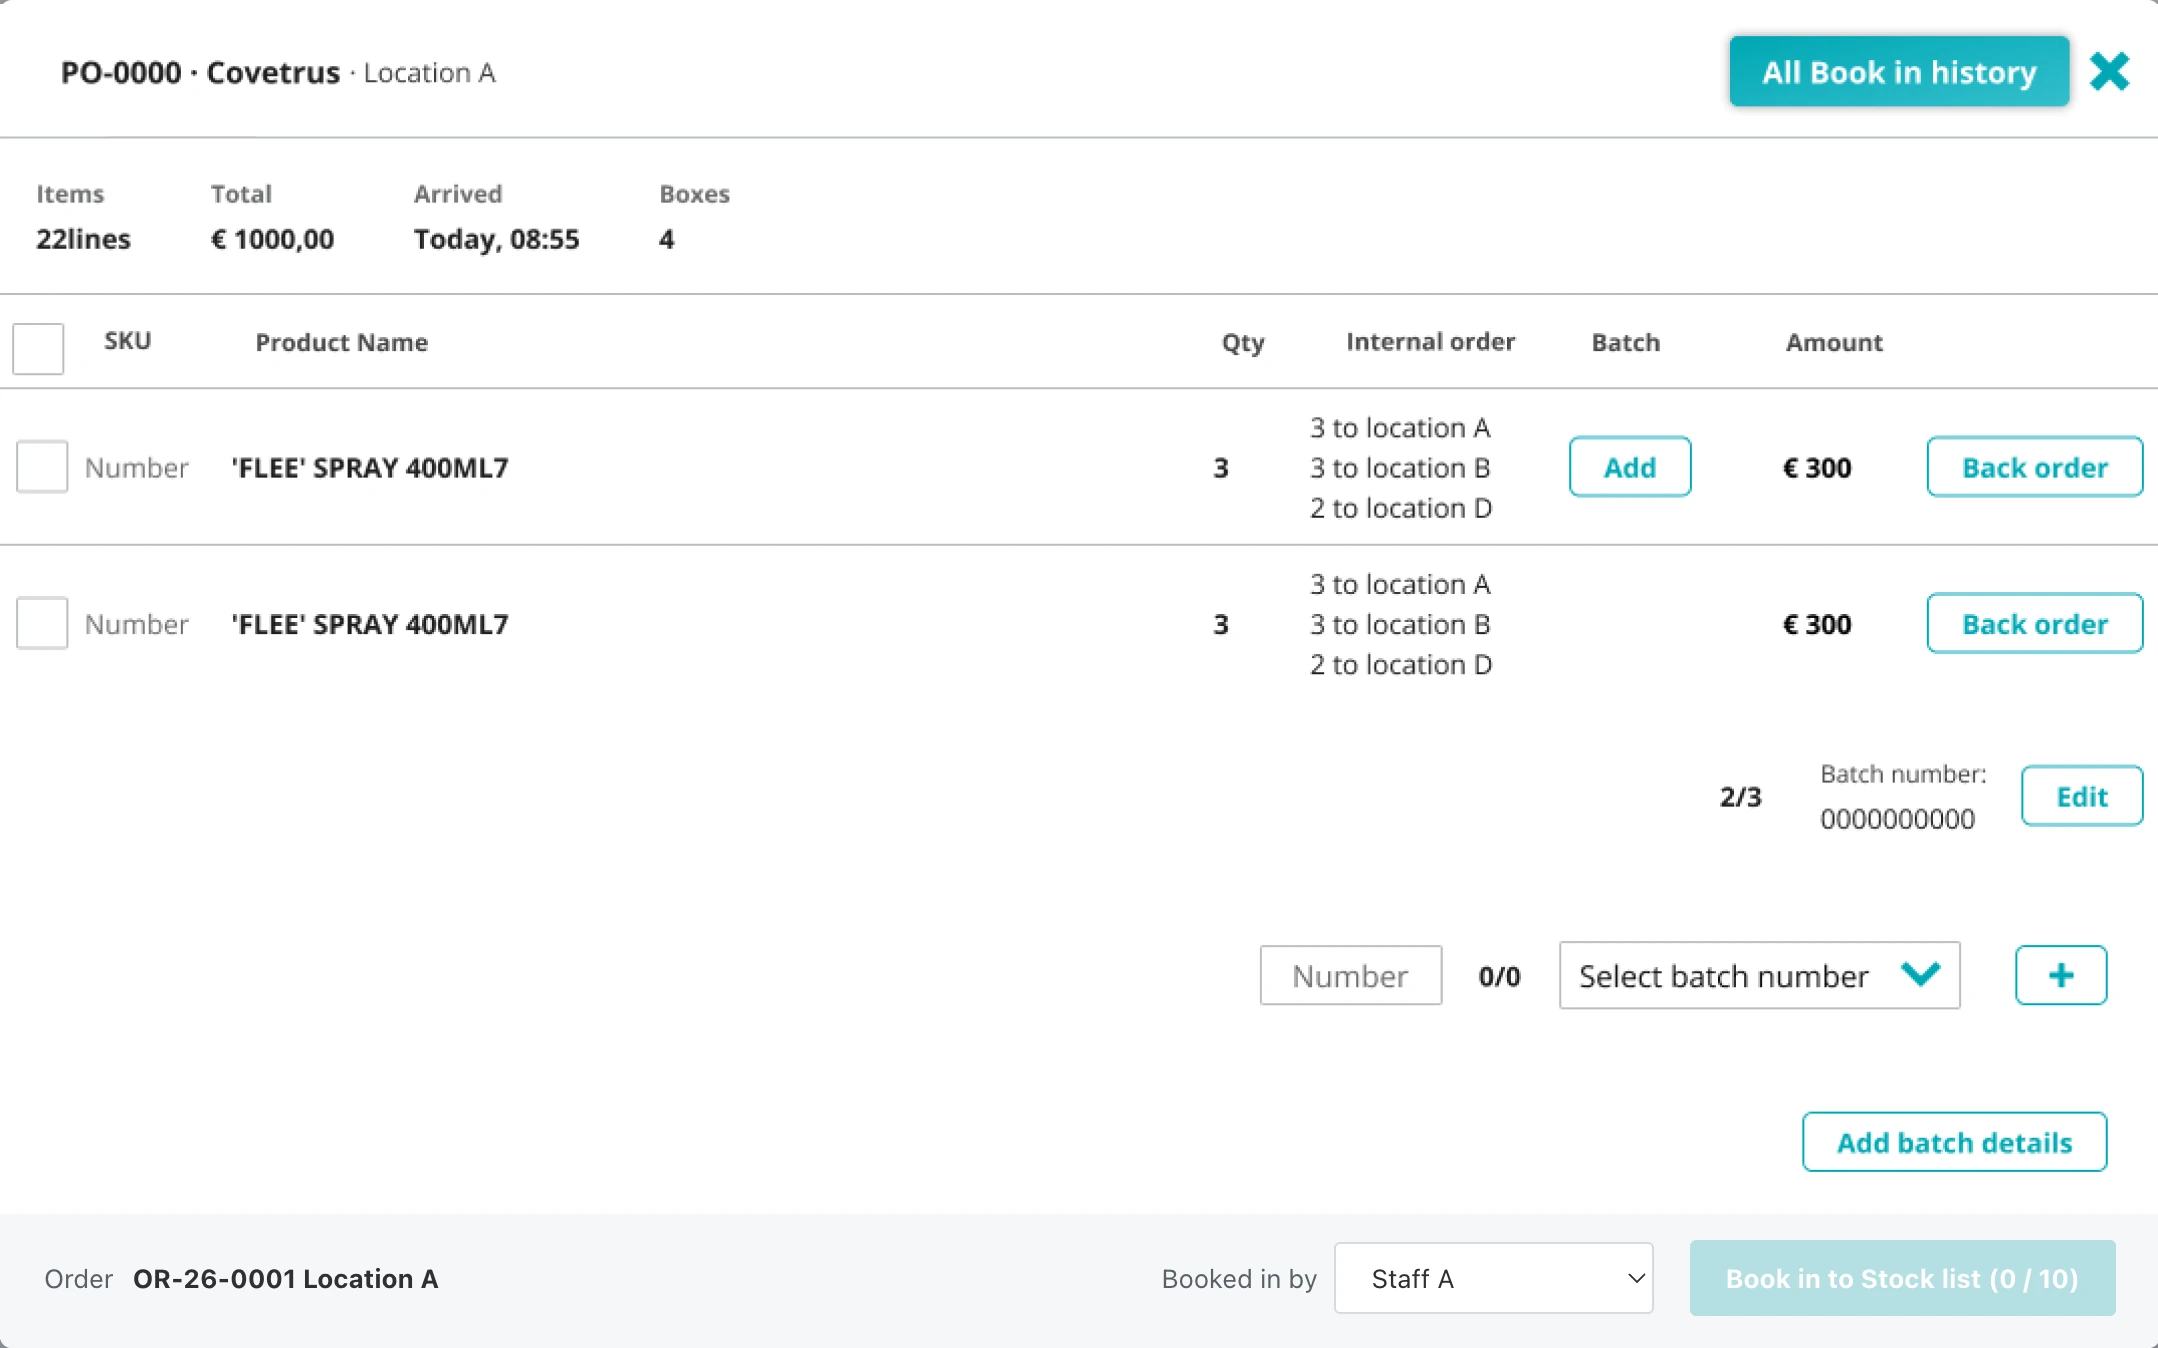 PO-0000 · Covetrus · Location A
All Book in history
Items Total Arrived Boxes
22lines € 1000,00 Today, 08:55 4
SKU Product Name Qty Internal order Batch Amount
3 to location A
Number 'FLEE' SPRAY 400ML7 3 3 to location B Add € 300 Back order
2 to location D
3 to location A
Number 'FLEE' SPRAY 400ML7 3 3 to location B € 300 Back order
2 to location D
Batch number:
2/3 Edit
0000000000
Number 0/0 Select batch number +
Add batch details
Order OR-26-0001 Location A Booked in by Staff A Book in to Stock list (0 / 10)